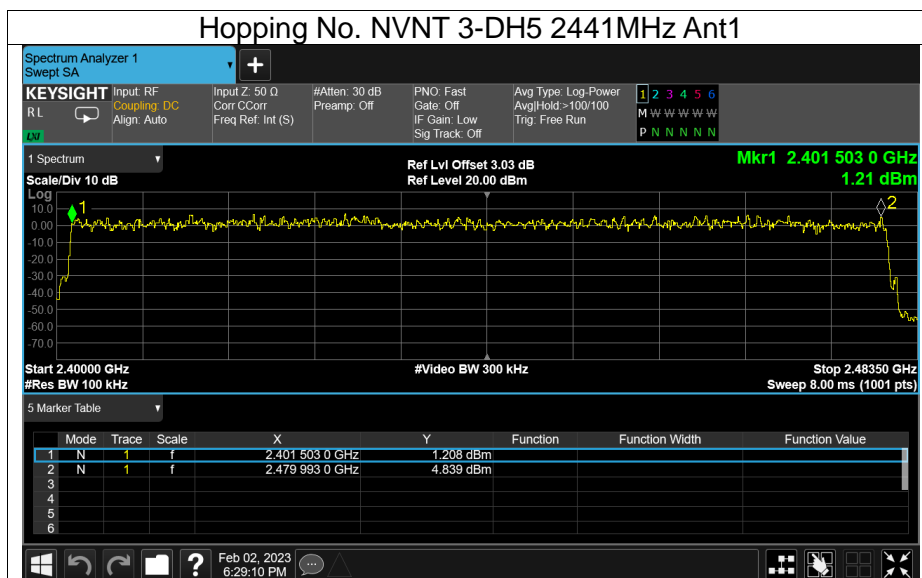 Hopping No. NVNT 3-DH5 2441MHz Ant1
Spectrum Analyzer 1
Swept SA
+
KEYSIGHT Input: RF Input Z: 50 Ω #Atten: 30 dB PNO: Fast Avg Type: Log-Power 1 2 3 4 5 6
R L Coupling: DC Corr CCorr Preamp: Off Gate: Off Avg|Hold:>100/100 M W W W W W
Align: Auto Freq Ref: Int (S) IF Gain: Low Trig: Free Run
LXI Sig Track: Off P N N N N N
1 Spectrum Ref Lvl Offset 3.03 dB Mkr1 2.401 503 0 GHz
Scale/Div 10 dB Ref Level 20.00 dBm 1.21 dBm
Log
10.0 1 2
0.00
-10.0
-20.0
-30.0
-40.0
-50.0
-60.0
-70.0
Start 2.40000 GHz #Video BW 300 kHz Stop 2.48350 GHz
#Res BW 100 kHz Sweep 8.00 ms (1001 pts)
5 Marker Table
Mode Trace Scale X Y Function Function Width Function Value
1 N 1 f 2.401 503 0 GHz 1.208 dBm
2 N 1 f 2.479 993 0 GHz 4.839 dBm
3
4
5
6
? Feb 02, 2023
6:29:10 PM